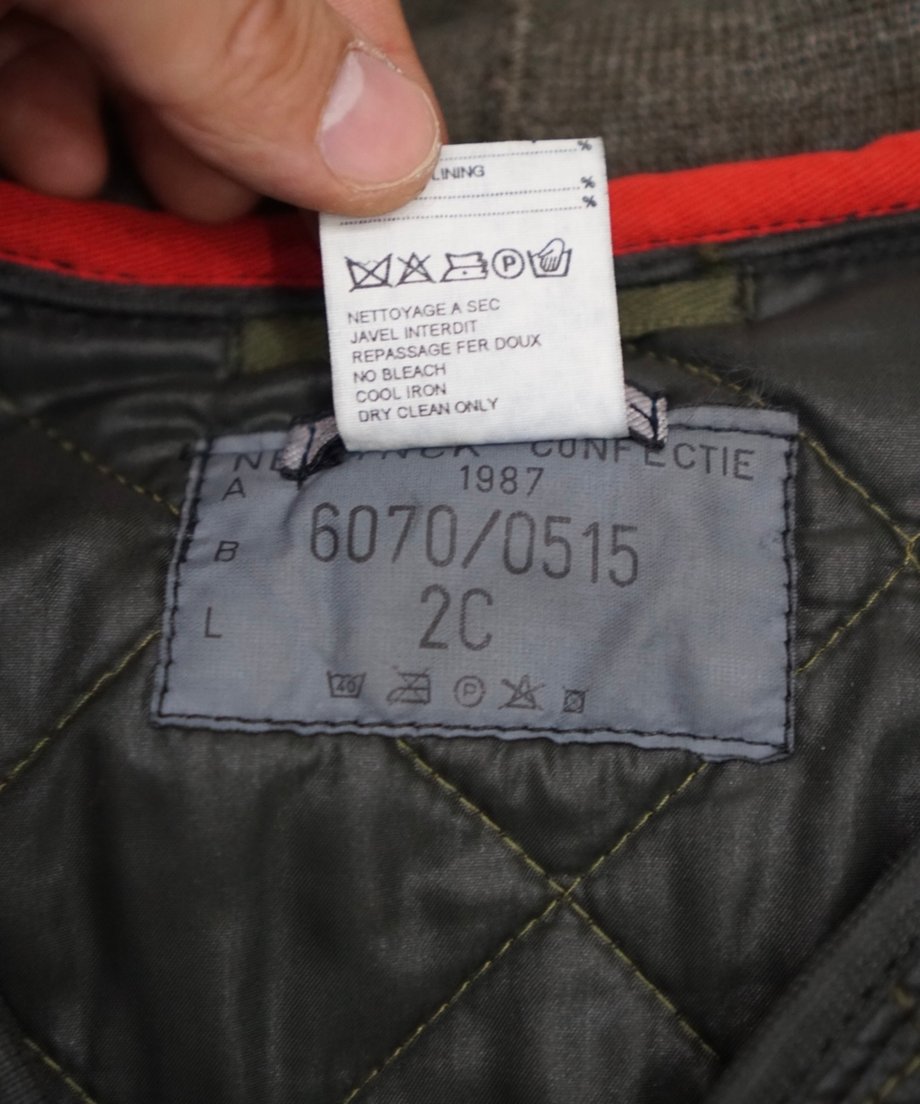 %
LINING
%
%
P
NETTOYAGE A SEC
JAVEL INTERDIT
REPASSAGE FER DOUX
NO BLEACH
COOL IRON
DRY CLEAN ONLY
CONFECTIE
A 1987
B 6070/0515
L 2C
40 P